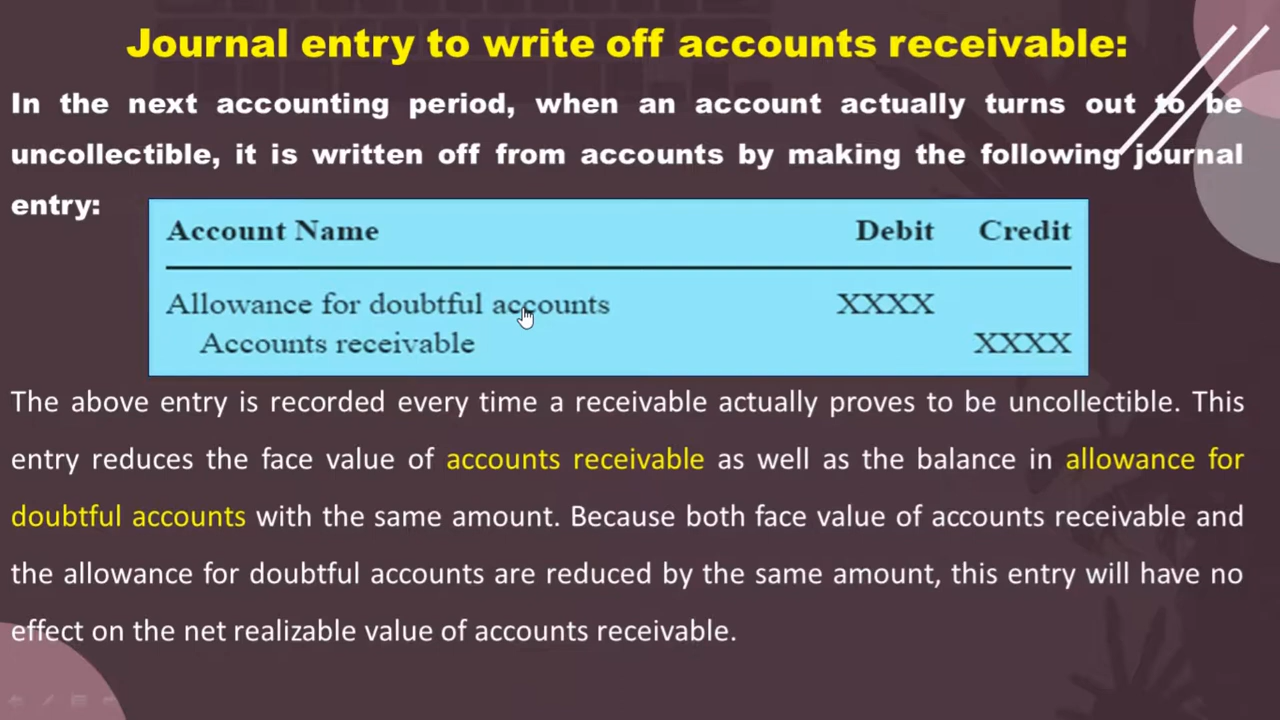 Journal entry to write off accounts receivable:
In the next accounting period, when an account actually turns out to be
uncollectible, it is written off from accounts by making the following journal
entry:
Account Name Debit Credit
Allowance for doubtful accounts XXXX
Accounts receivable XXXX
The above entry is recorded every time a receivable actually proves to be uncollectible. This
entry reduces the face value of accounts receivable as well as the balance in allowance for
doubtful accounts with the same amount. Because both face value of accounts receivable and
the allowance for doubtful accounts are reduced by the same amount, this entry will have no
effect on the net realizable value of accounts receivable.